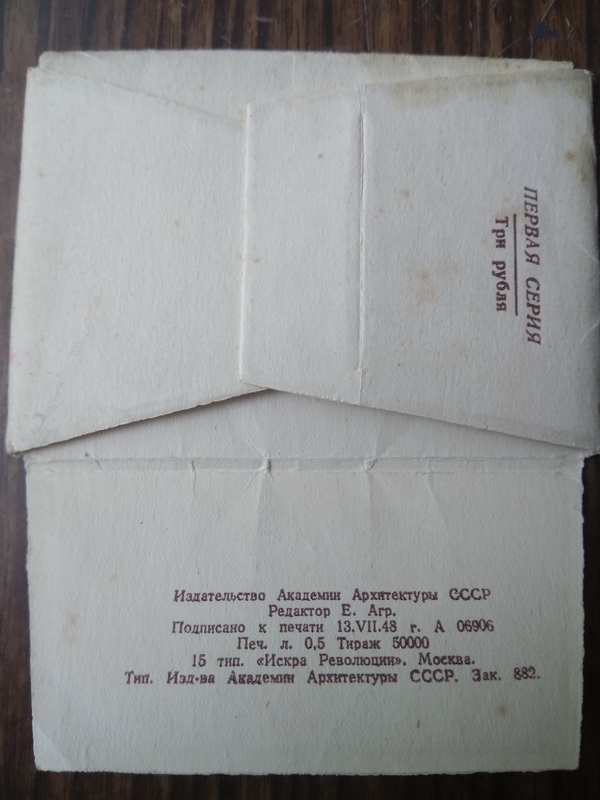 ПЕРВАЯ СЕРИЯ
Три рубля
Издательство Академии Архитектуры СССР
Редактор Е. Агр.
Подписано к печати 13.VII.48 г. А 06906
Печ. л. 0,5 Тираж 50000
15 тип. «Искра Революции». Москва.
Тип. Изд-ва Академии Архитектуры СССР. Зак. 882.